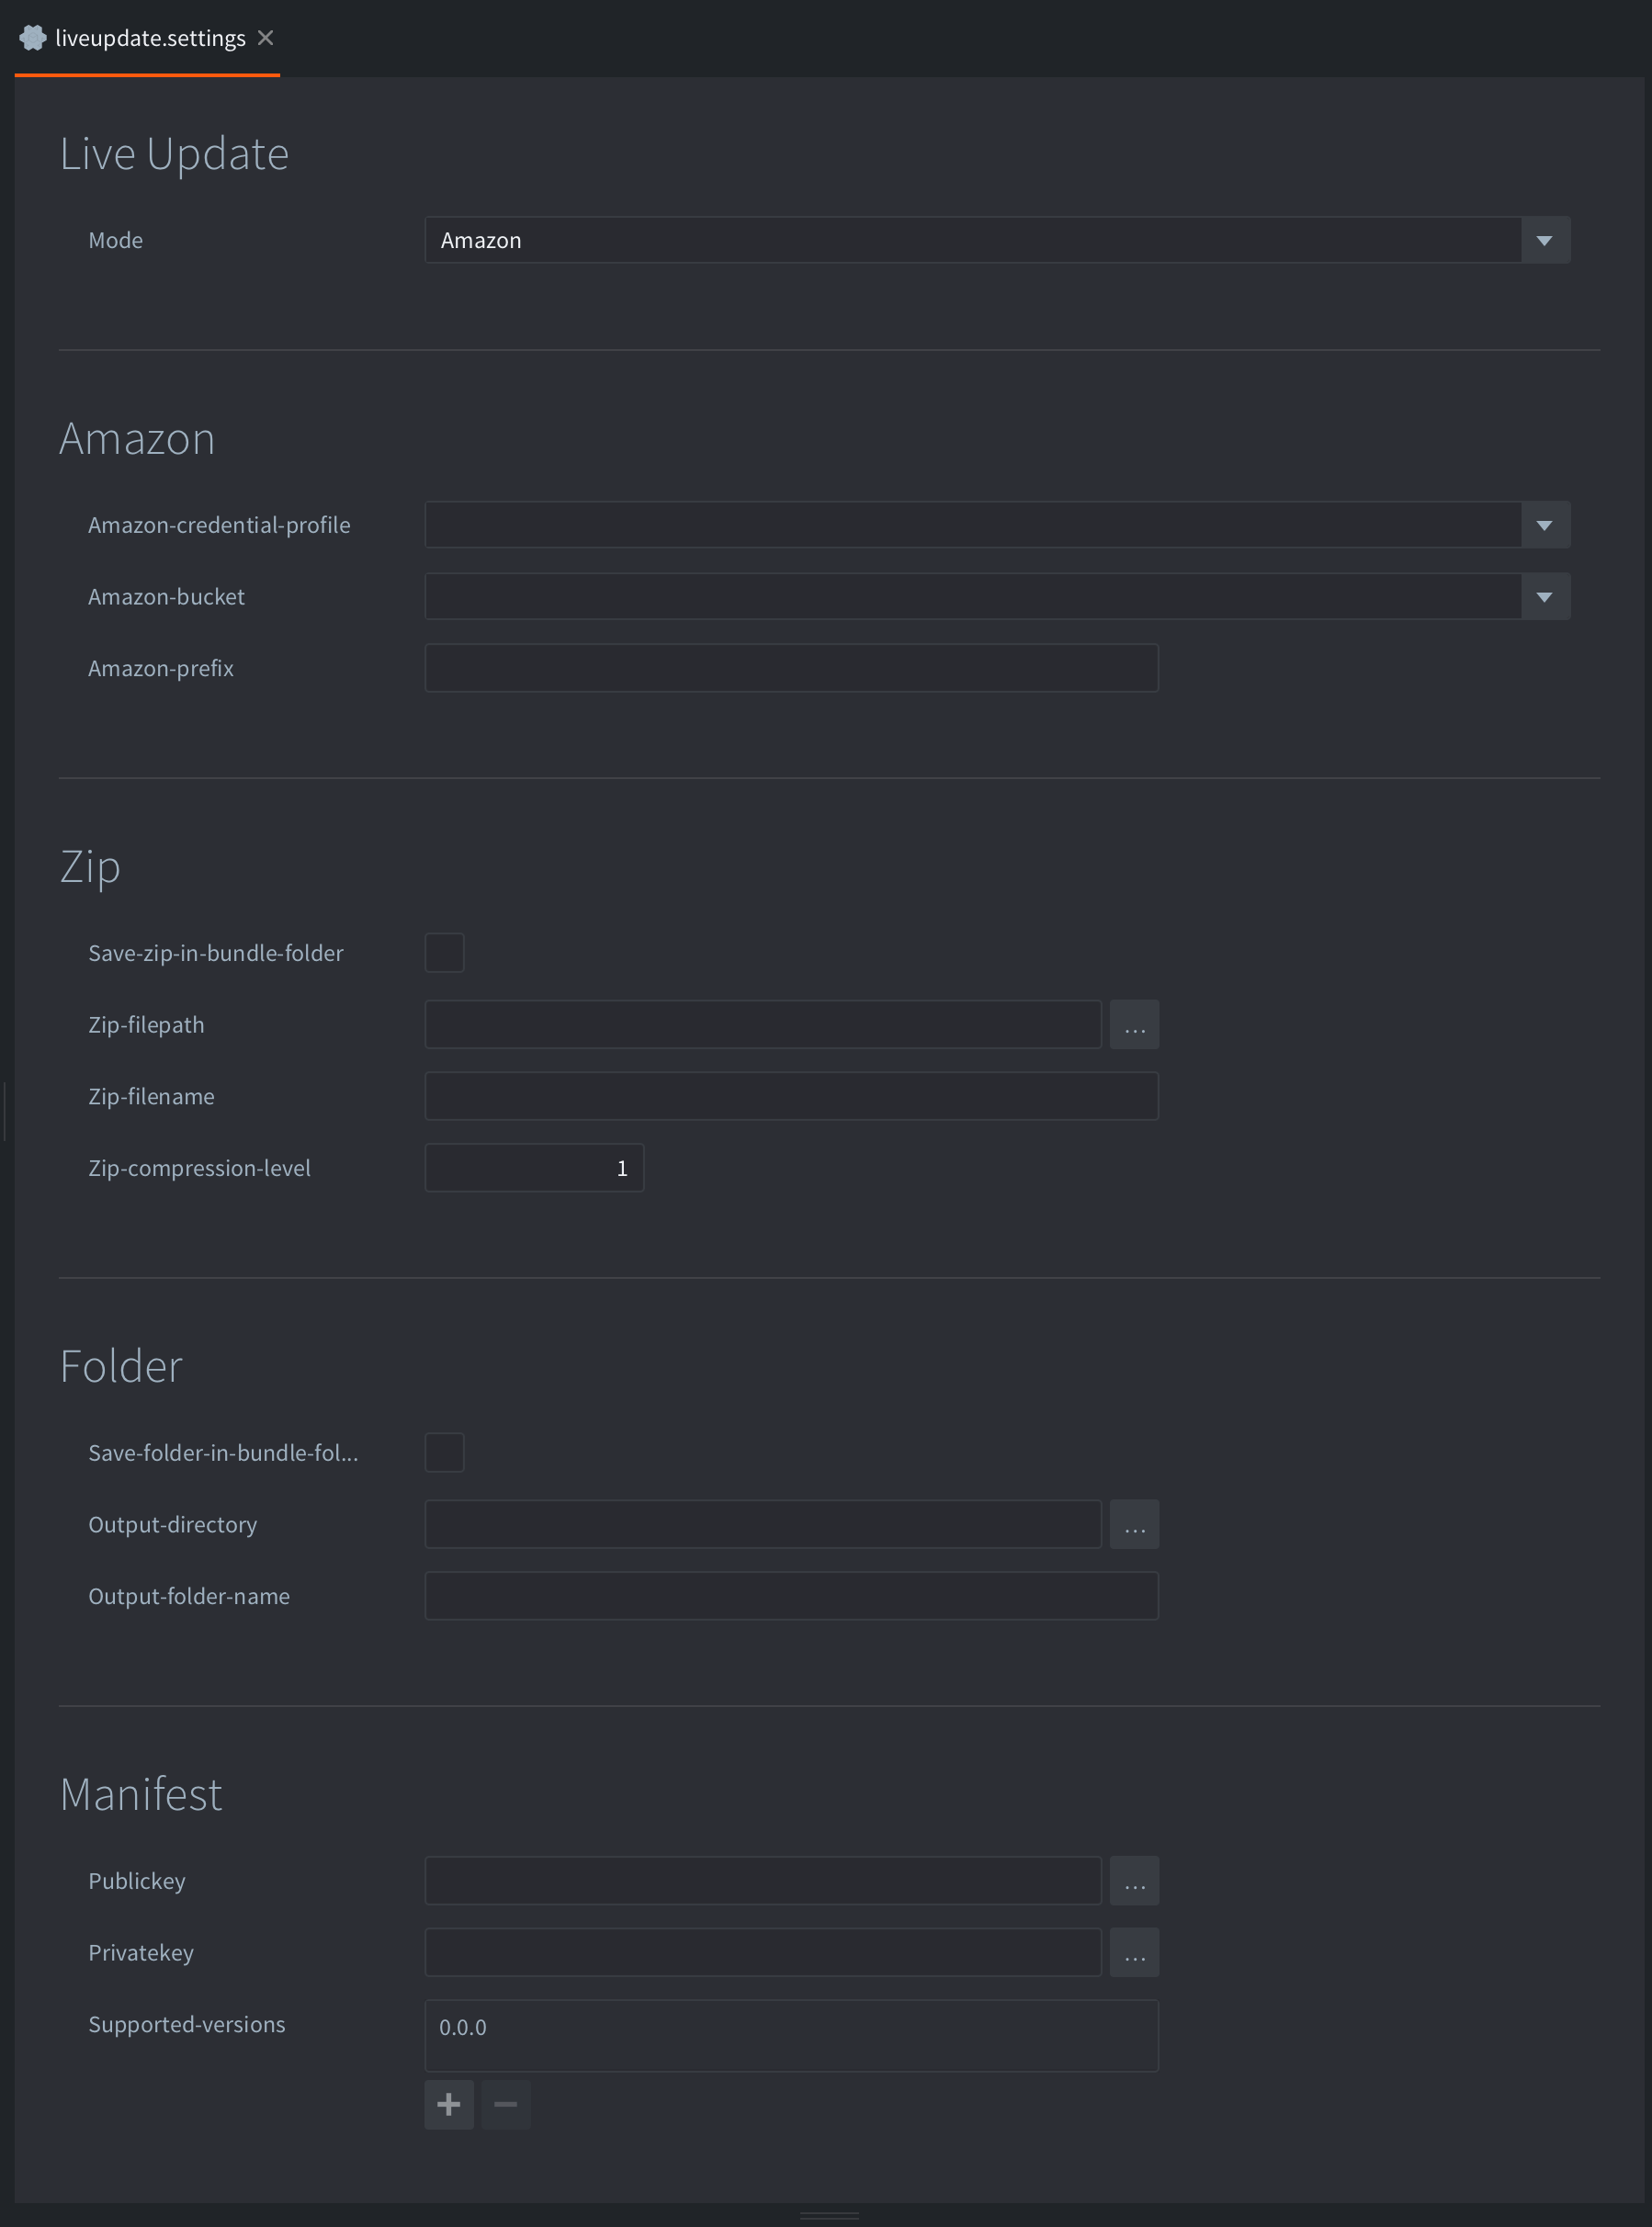 liveupdate.settings
Live Update
Mode
Amazon
Amazon
Amazon-credential-profile
Amazon-bucket
Amazon-prefix
Zip
Save-zip-in-bundle-folder
Zip-filepath
...
Zip-filename
Zip-compression-level
1
Folder
Save-folder-in-bundle-fol...
Output-directory
...
Output-folder-name
Manifest
Publickey
...
Privatekey
...
Supported-versions
0.0.0